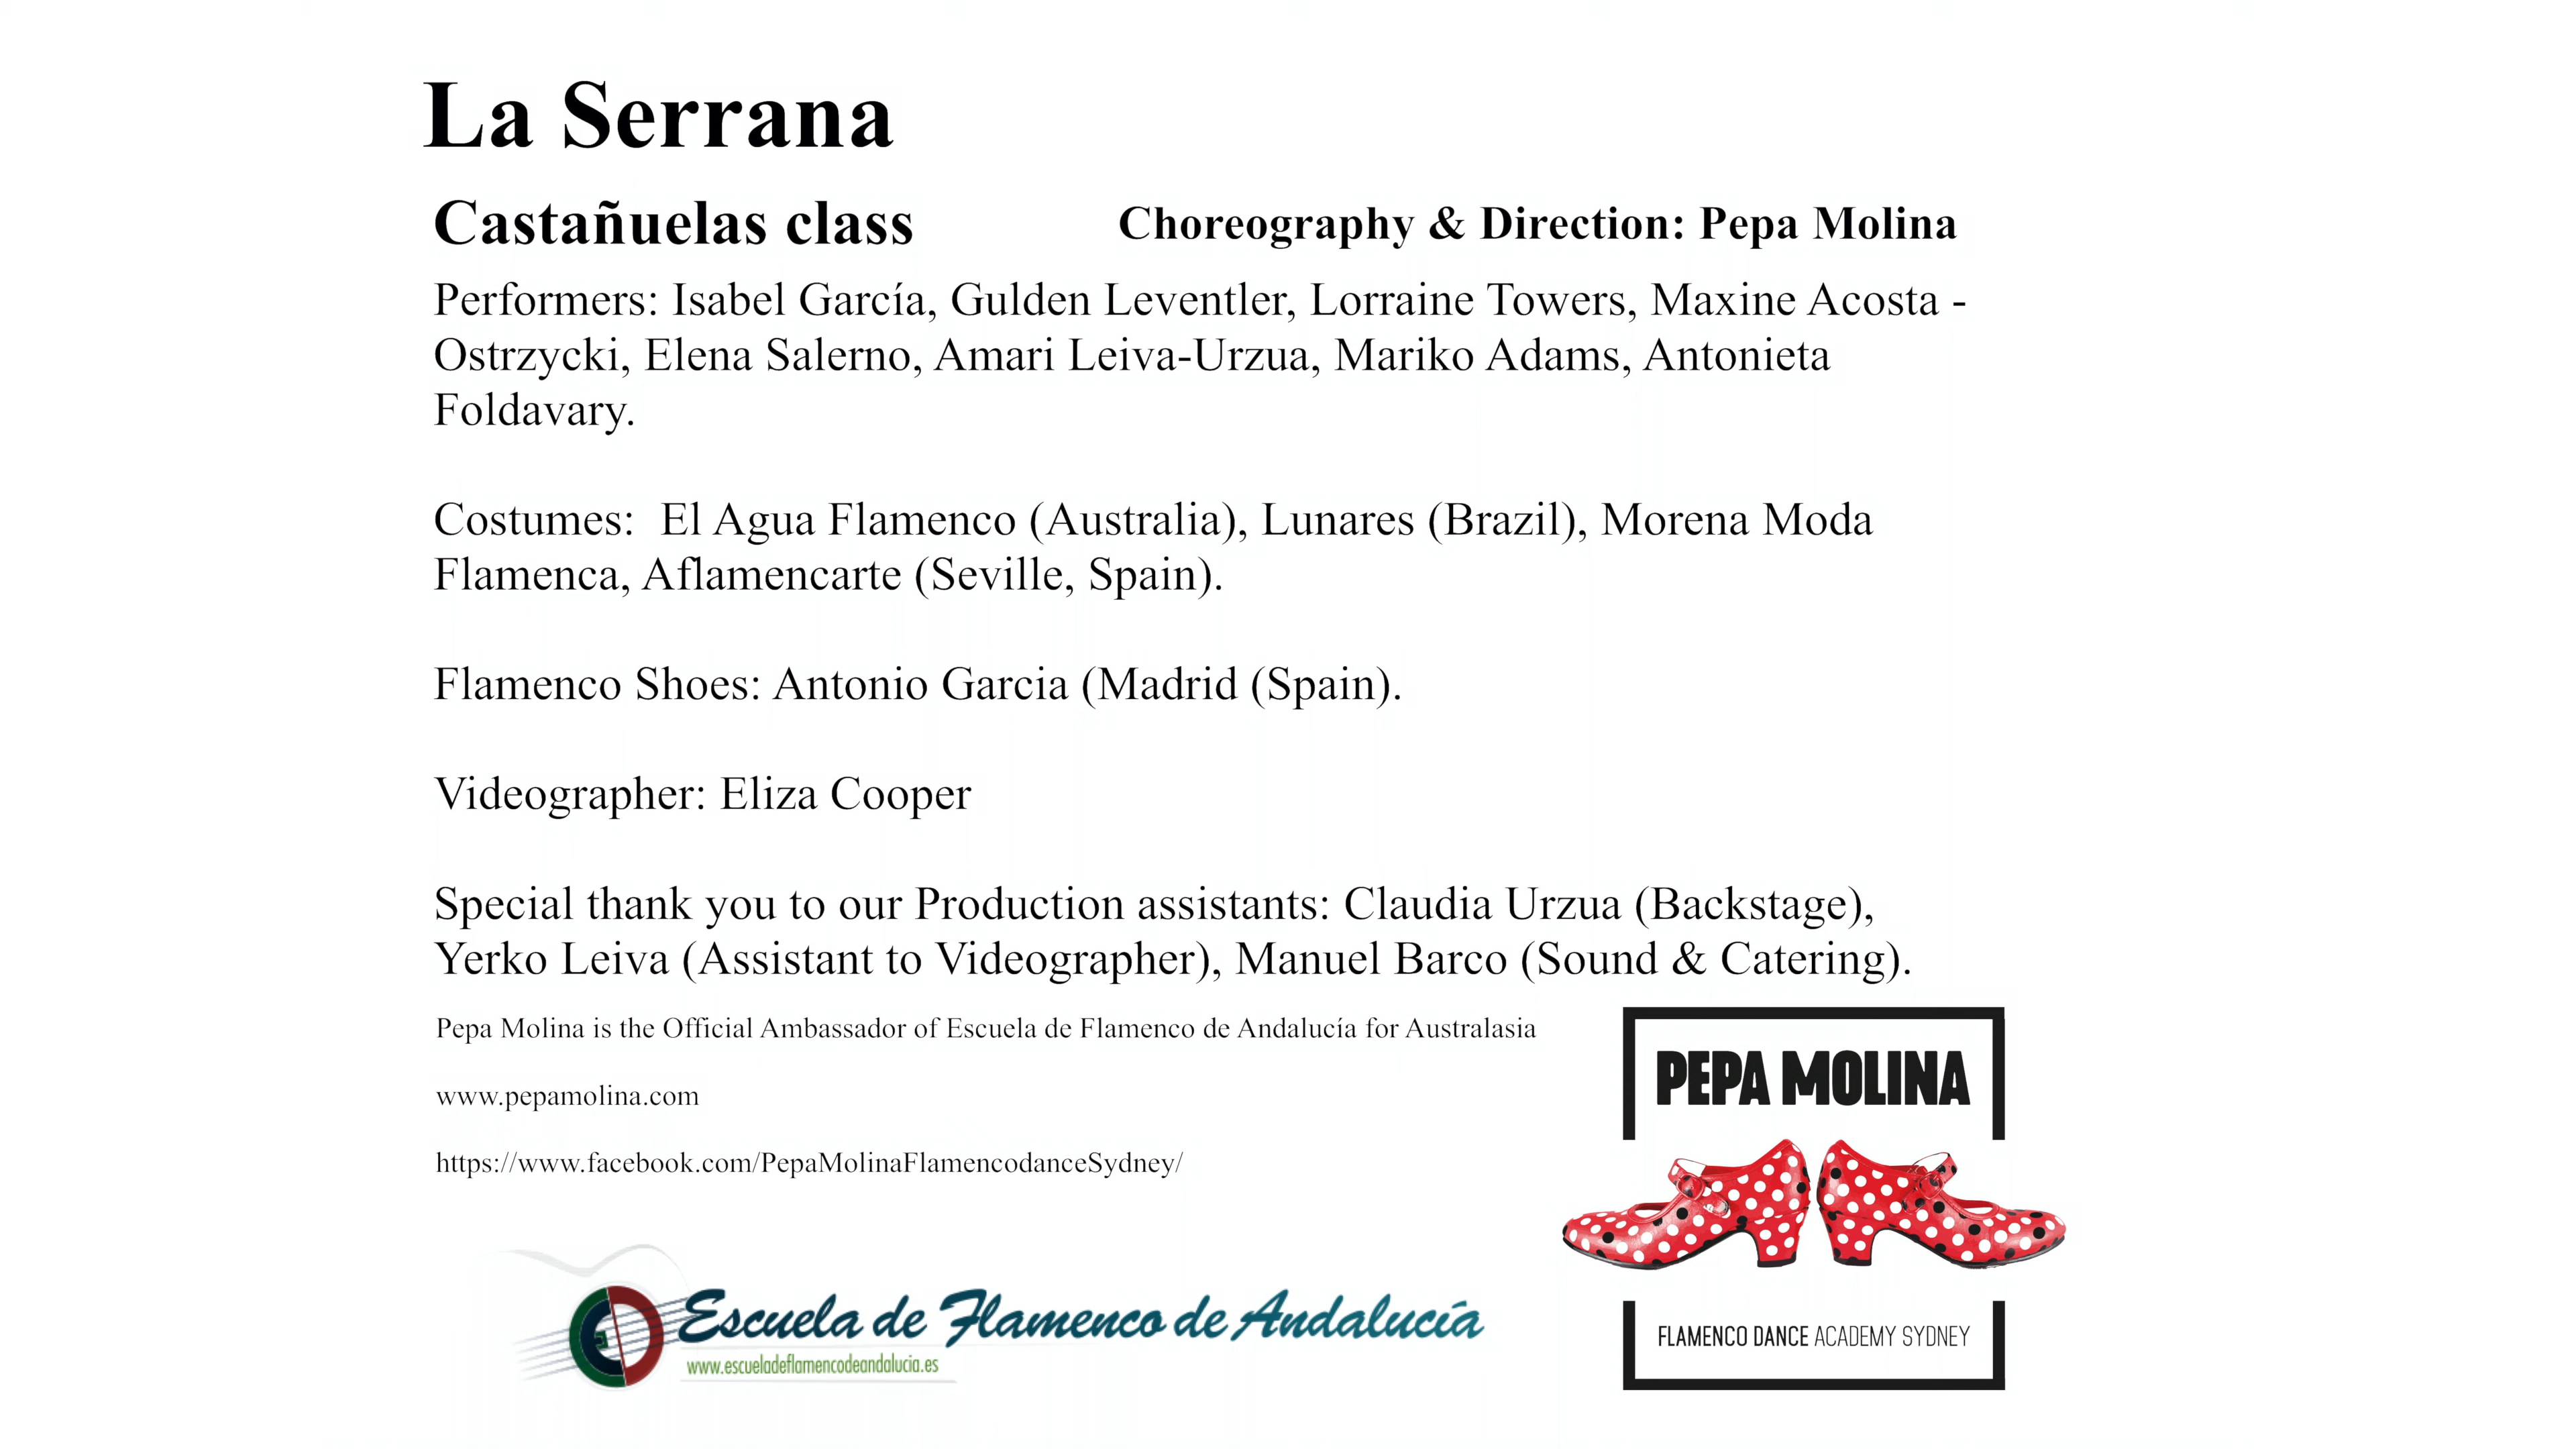 La Serrana
Castañuelas class
Choreography & Direction: Pepa Molina
Performers: Isabel García, Gulden Leventler, Lorraine Towers, Maxine Acosta -
Ostrzycki, Elena Salerno, Amari Leiva-Urzua, Mariko Adams, Antonieta
Foldavary.
Costumes:  El Agua Flamenco (Australia), Lunares (Brazil), Morena Moda
Flamenca, Aflamencarte (Seville, Spain).
Flamenco Shoes: Antonio Garcia (Madrid (Spain).
Videographer: Eliza Cooper
Special thank you to our Production assistants: Claudia Urzua (Backstage),
Yerko Leiva (Assistant to Videographer), Manuel Barco (Sound & Catering).
Pepa Molina is the Official Ambassador of Escuela de Flamenco de Andalucía for Australasia
www.pepamolina.com
https://www.facebook.com/PepaMolinaFlamencodanceSydney/
Escuela de Flamenco de Andalucía
www.escueladeflamencodeandalucia.es
PEPA MOLINA
FLAMENCO DANCE ACADEMY SYDNEY